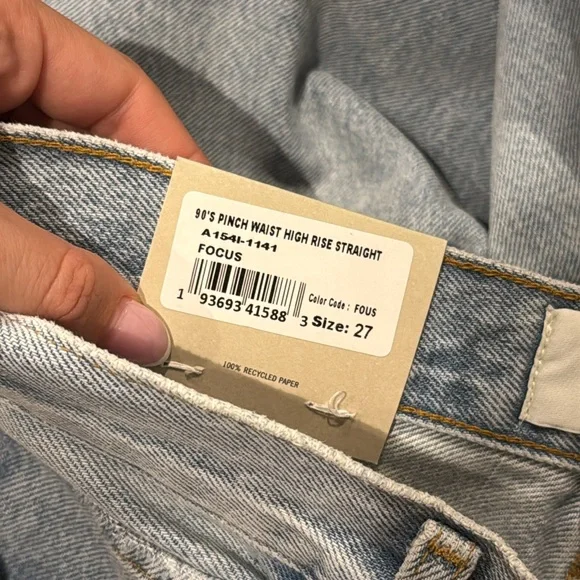 90'S PINCH WAIST HIGH RISE STRAIGHT
A154I-1141
FOCUS
Color Code : FOUS
1 93693 41588 3 Size: 27
100% RECYCLED PAPER